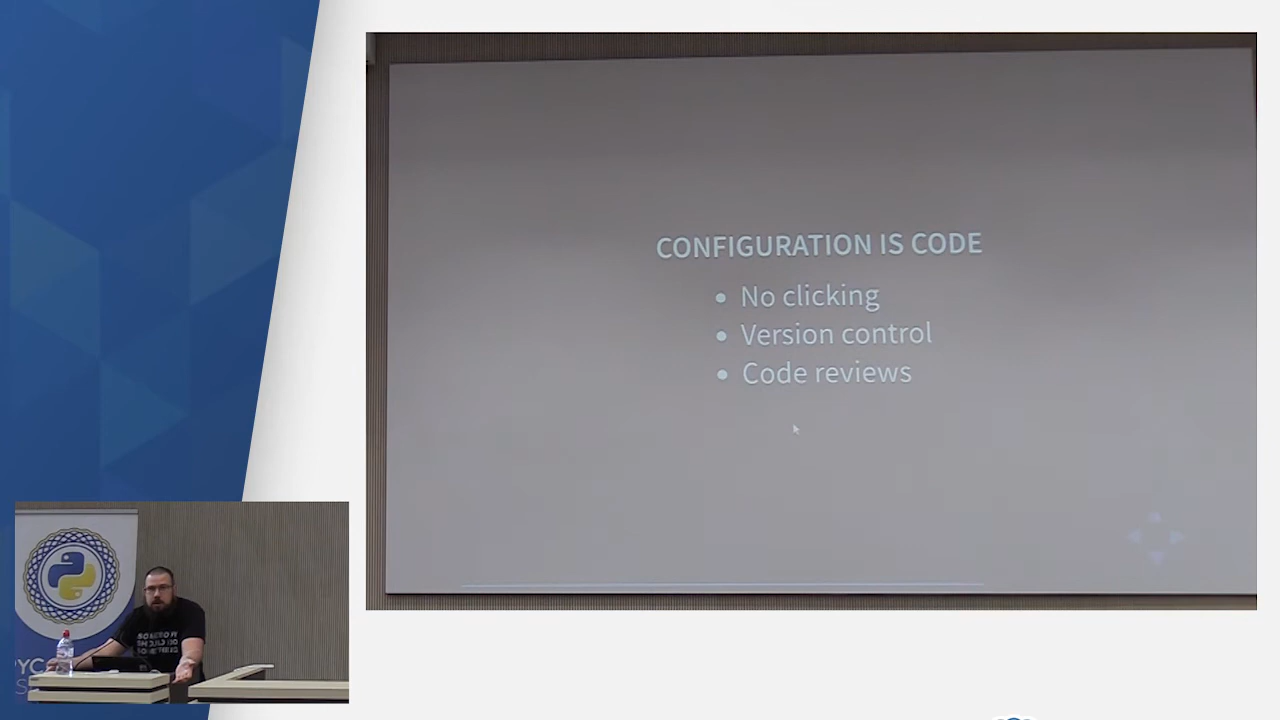 CONFIGURATION IS CODE
No clicking
Version control
Code reviews